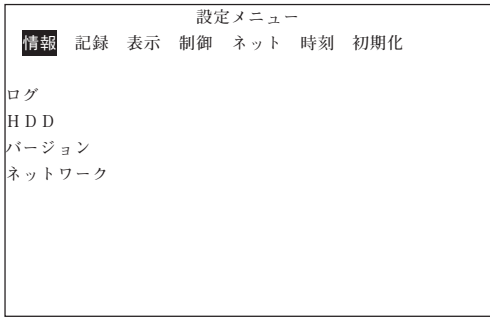 設定メニュー
情報 記録 表示 制御 ネット 時刻 初期化
ログ
ＨＤＤ
バージョン
ネットワーク